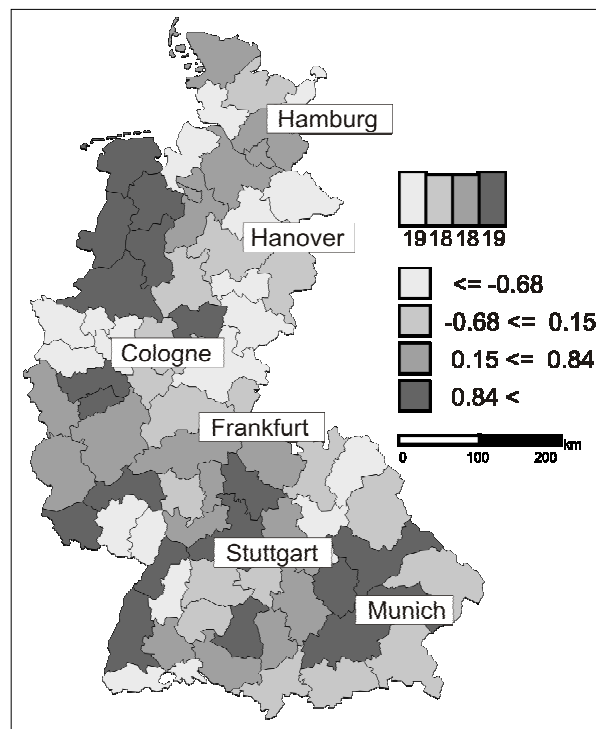 Hamburg
Hanover
19 18 18 19
<= -0.68
-0.68 <= 0.15
0.15 <= 0.84
0.84 <
Cologne
Frankfurt
km
0 100 200
Stuttgart
Munich